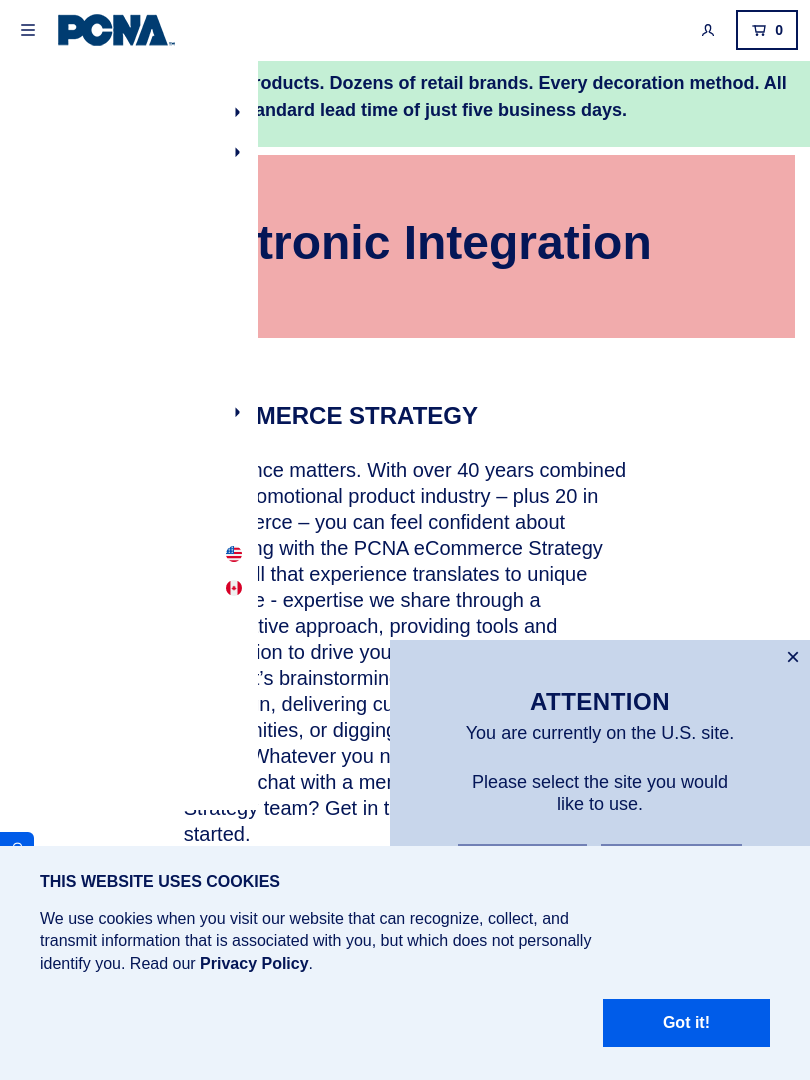 PCNA
0
roducts. Dozens of retail brands. Every decoration method. All
andard lead time of just five business days.
tronic Integration
MERCE STRATEGY
nce matters. With over 40 years combined
omotional product industry – plus 20 in
erce – you can feel confident about
ng with the PCNA eCommerce Strategy
ll that experience translates to unique
e - expertise we share through a
tive approach, providing tools and
ion to drive you
t’s brainstorming
n, delivering cu
nities, or digging
Whatever you n
chat with a mer
Strategy team? Get in t
started.
×
ATTENTION
You are currently on the U.S. site.
Please select the site you would
like to use.
THIS WEBSITE USES COOKIES
We use cookies when you visit our website that can recognize, collect, and
transmit information that is associated with you, but which does not personally
identify you. Read our Privacy Policy.
Got it!